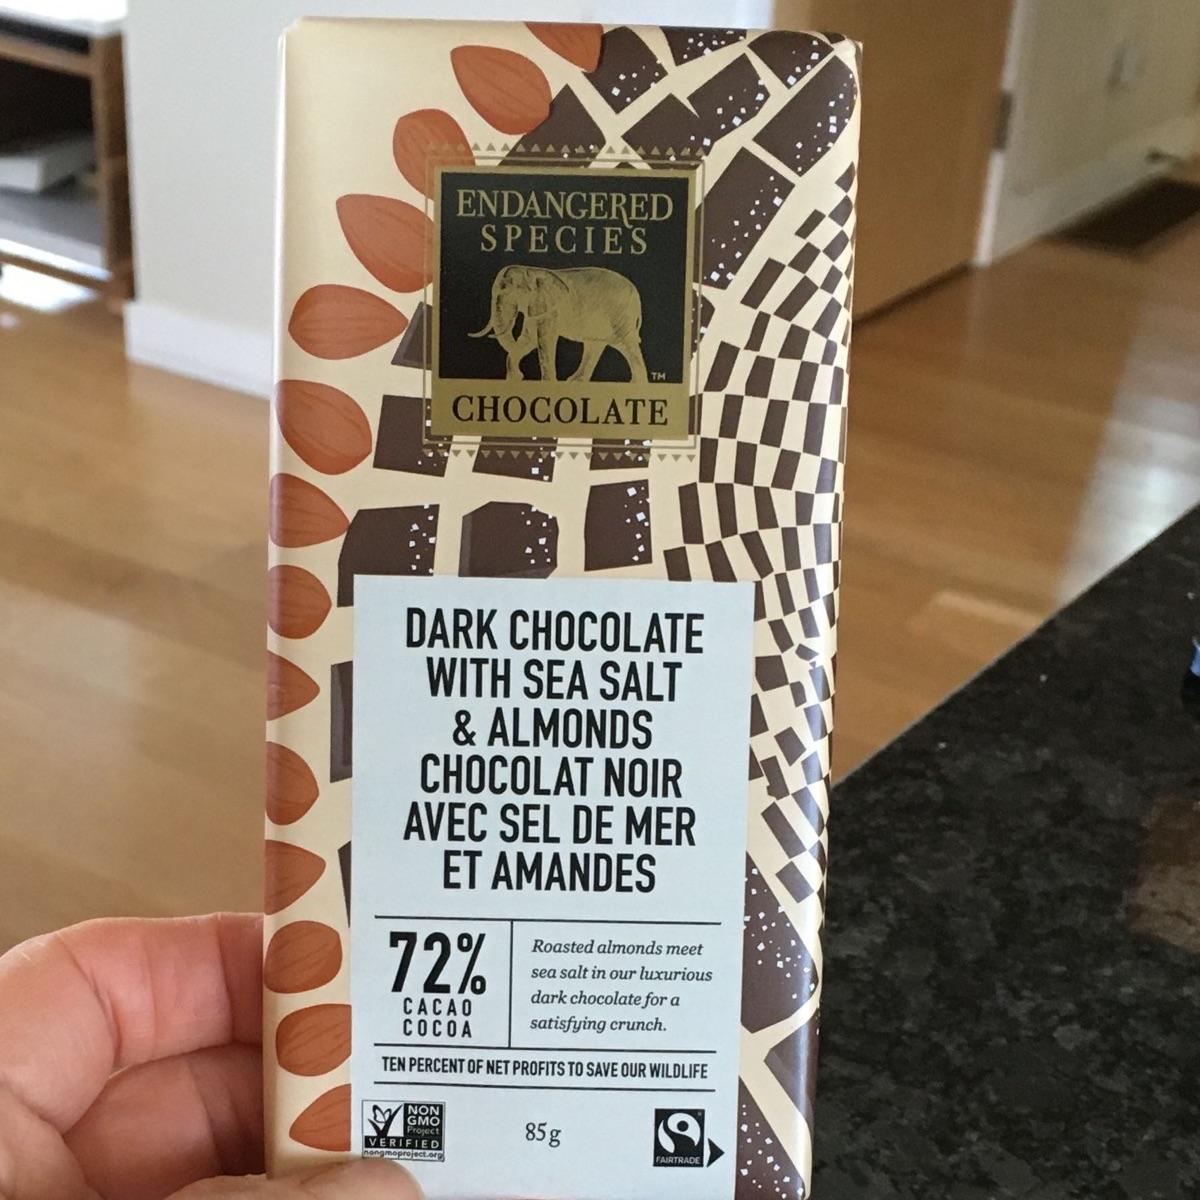 ENDANGERED
SPECIES
TM
CHOCOLATE
DARK CHOCOLATE
WITH SEA SALT
& ALMONDS
CHOCOLAT NOIR
AVEC SEL DE MER
ET AMANDES
72%
CACAO
COCOA
Roasted almonds meet
sea salt in our luxurious
dark chocolate for a
satisfying crunch.
TEN PERCENT OF NET PROFITS TO SAVE OUR WILDLIFE
NON
GMO
Project
VERIFIED
nongmoproject.org
85g
FAIRTRADE